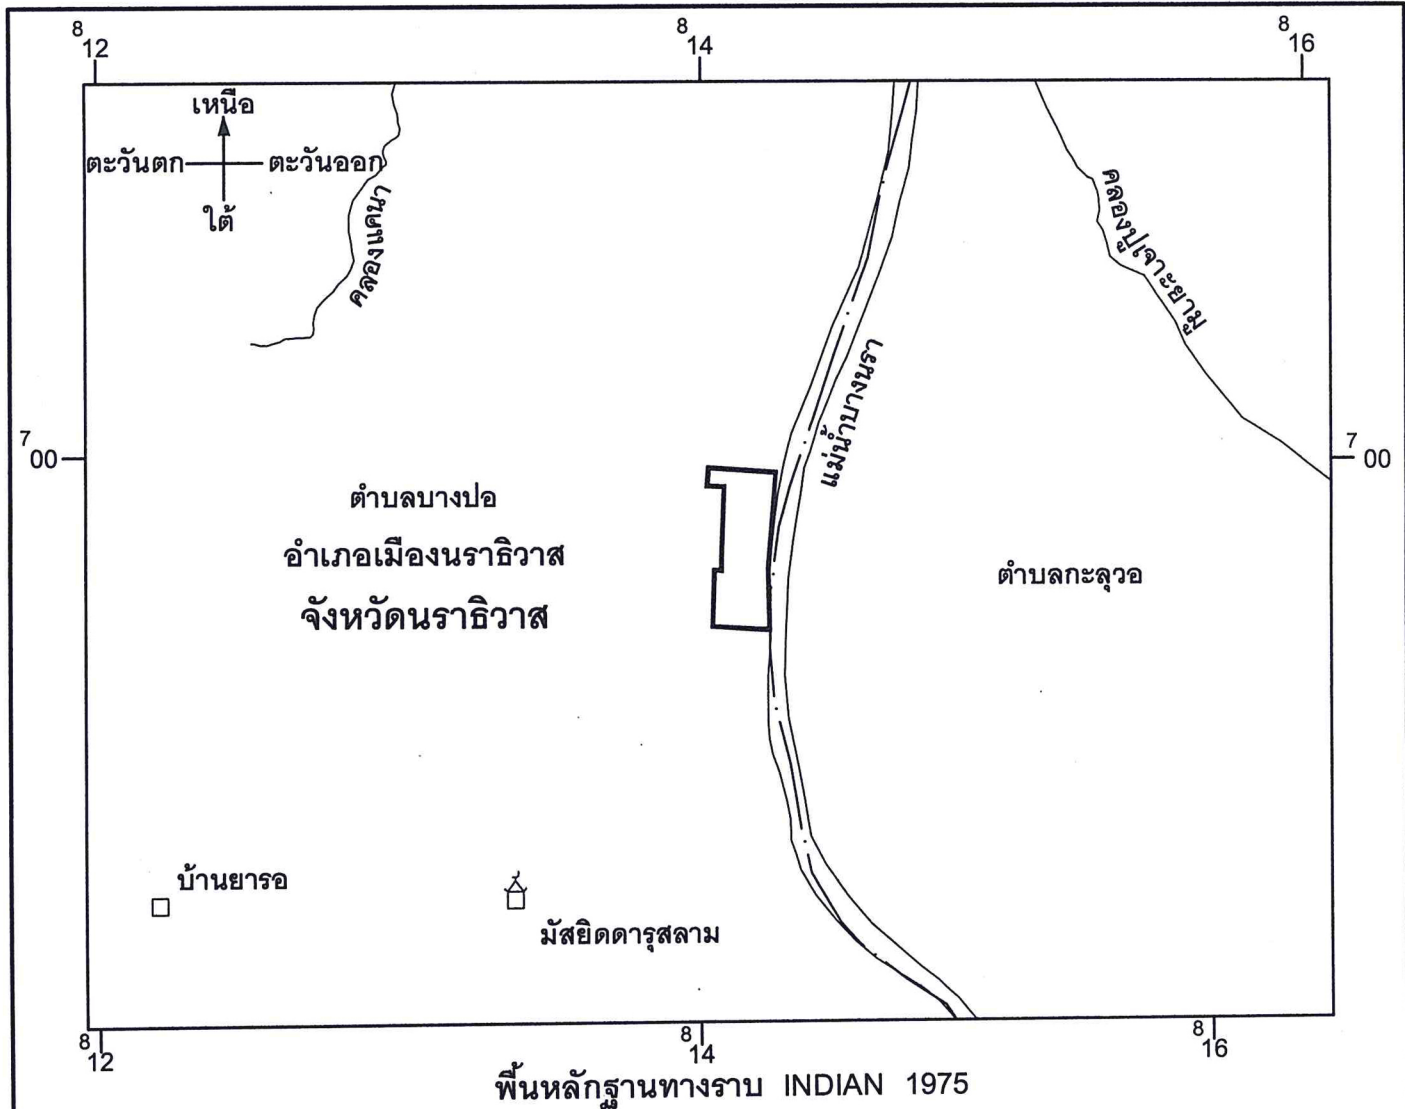 8 12
8 14
8 16
เหนือ
ตะวันตก ตะวันออก
ใต้
คลองแคนา
คลองปูเจาะยามู
แม่น้ำบางนรา
7 00
7 00
ตำบลบางปอ
อำเภอเมืองนราธิวาส
จังหวัดนราธิวาส
ตำบลกะลุวอ
บ้านยารอ
มัสยิดดารุสลาม
8 12
8 14
8 16
พื้นหลักฐานทางราบ INDIAN 1975